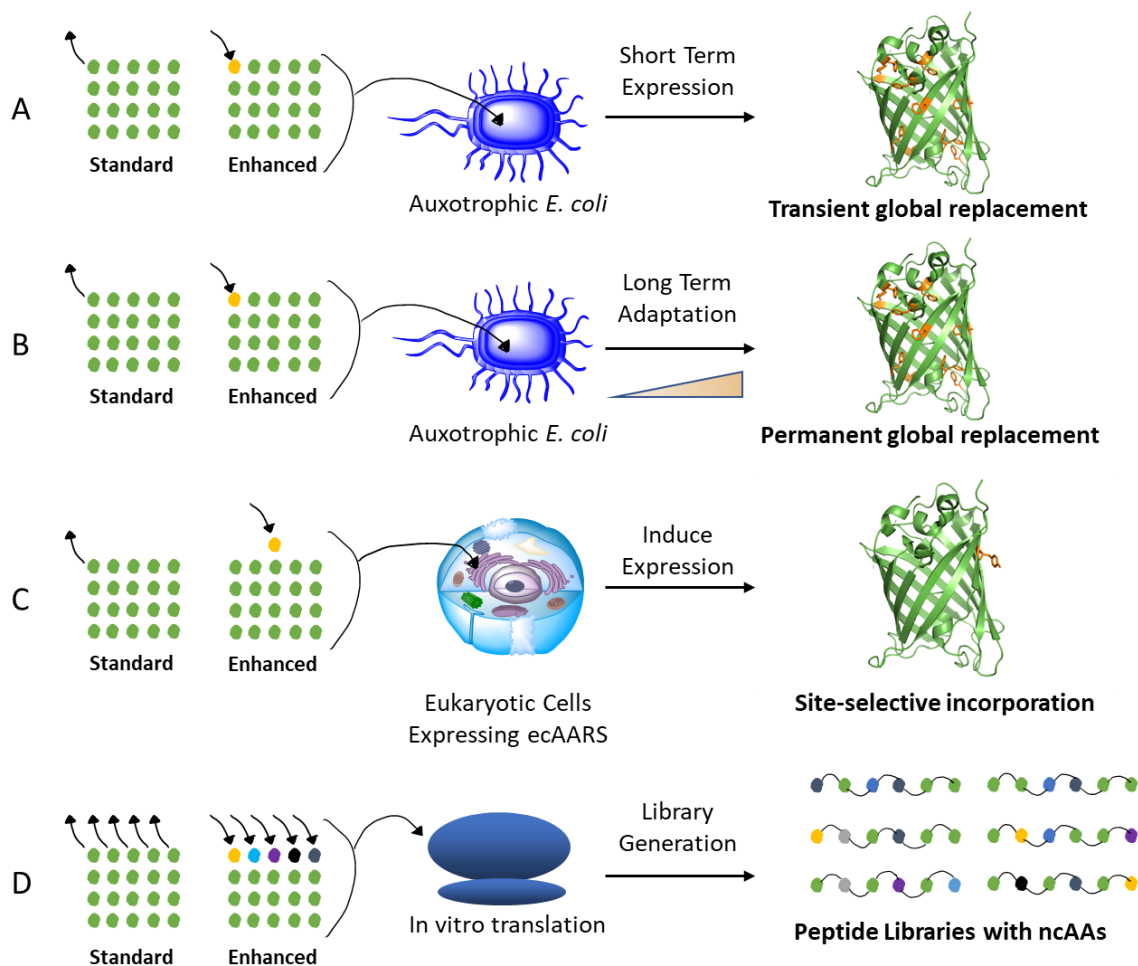 A
Standard
Enhanced
Auxotrophic E. coli
Short Term
Expression
Transient global replacement
B
Standard
Enhanced
Auxotrophic E. coli
Long Term
Adaptation
Permanent global replacement
C
Standard
Enhanced
Eukaryotic Cells
Expressing ecAARS
Induce
Expression
Site-selective incorporation
D
Standard
Enhanced
In vitro translation
Library
Generation
Peptide Libraries with ncAAs